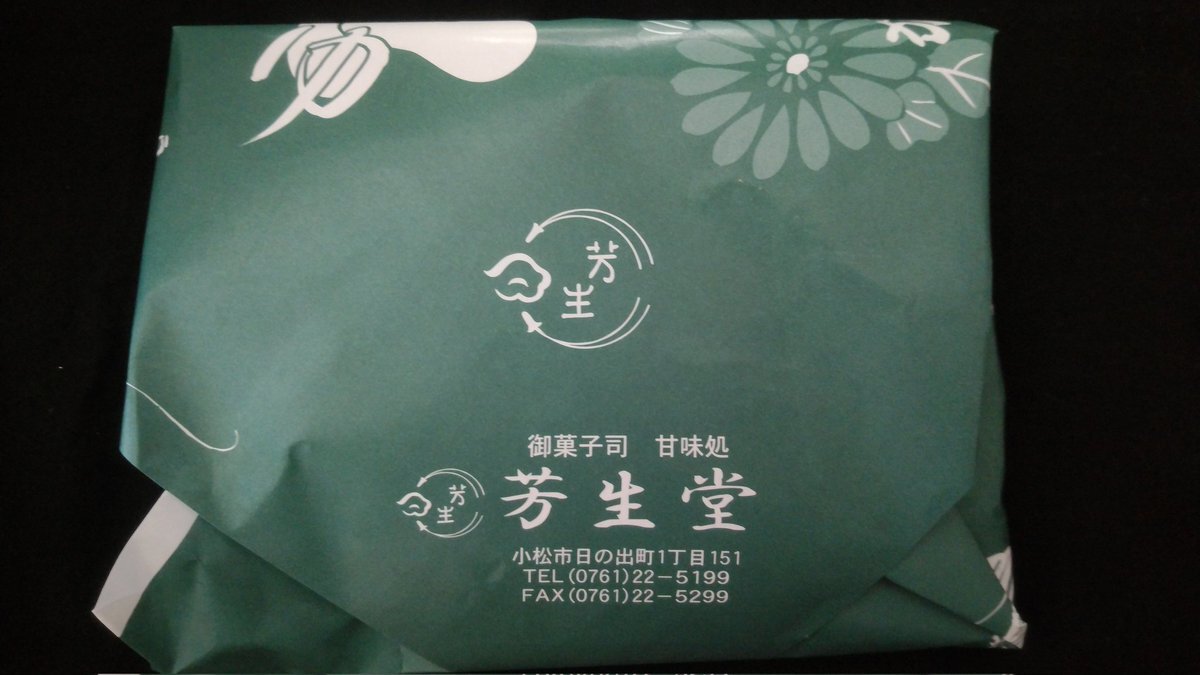 芳生
御菓子司　甘味処
芳生
芳生堂
小松市日の出町1丁目151
TEL(0761)22-5199
FAX(0761)22-5299